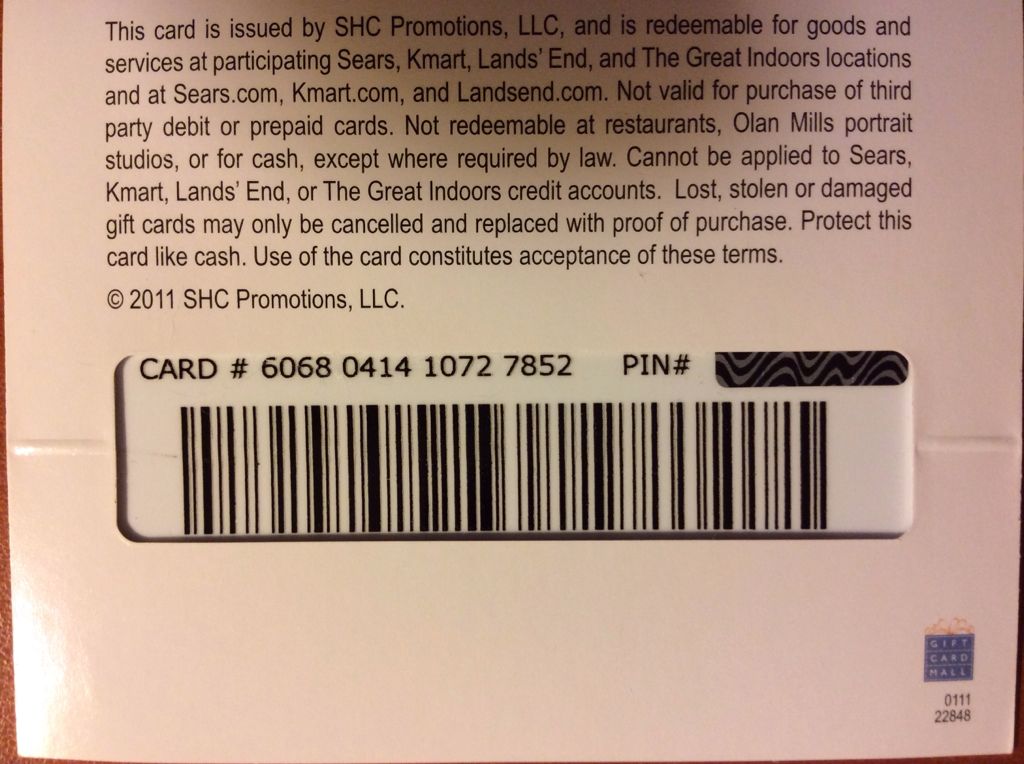 This card is issued by SHC Promotions, LLC, and is redeemable for goods and
services at participating Sears, Kmart, Lands' End, and The Great Indoors locations
and at Sears.com, Kmart.com, and Landsend.com. Not valid for purchase of third
party debit or prepaid cards. Not redeemable at restaurants, Olan Mills portrait
studios, or for cash, except where required by law. Cannot be applied to Sears,
Kmart, Lands' End, or The Great Indoors credit accounts. Lost, stolen or damaged
gift cards may only be cancelled and replaced with proof of purchase. Protect this
card like cash. Use of the card constitutes acceptance of these terms.
© 2011 SHC Promotions, LLC.
CARD # 6068 0414 1072 7852 PIN#
GIFT
CARD
MALL
0111
22848